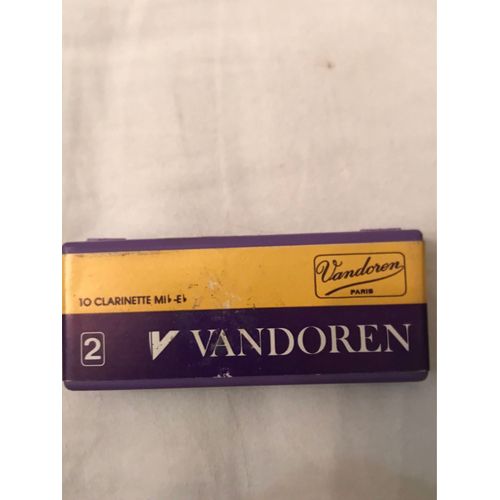 Vandoren
PARIS
10 CLARINETTE MI♭-E♭
2 V VANDOREN